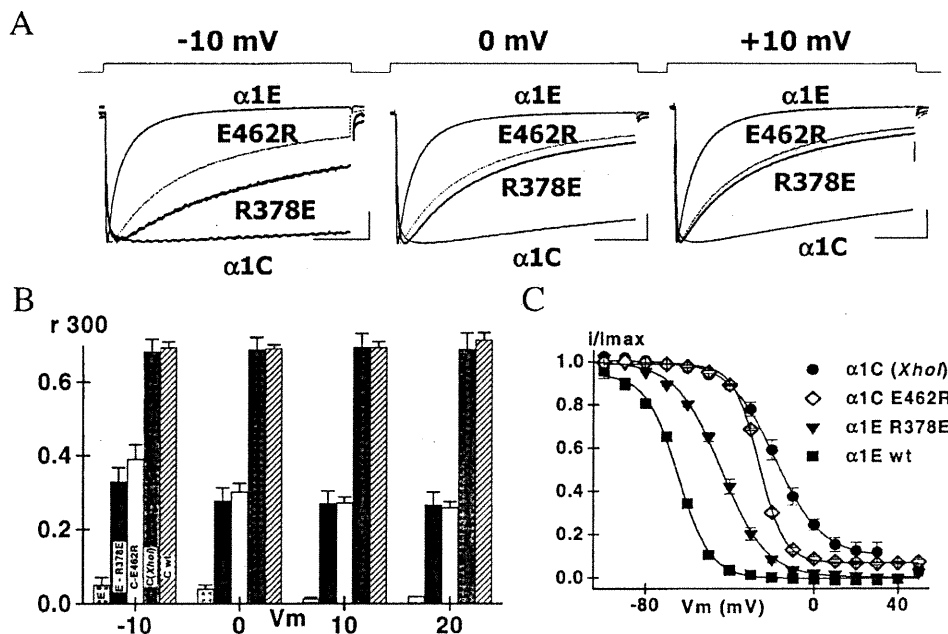 A
-10 mV
0 mV
+10 mV
α1E
α1E
α1E
E462R
E462R
E462R
R378E
R378E
R378E
α1C
α1C
α1C
B
r 300
0.6
0.4
0.2
0.0
E
E - R378E
C-E462R
C(XhoI)
C wt
-10
0
Vm
10
20
C
i/Imax
1.0
0.8
0.6
0.4
0.2
0.0
-80
Vm (mV)
0
40
α1C (XhoI)
α1C E462R
α1E R378E
α1E wt